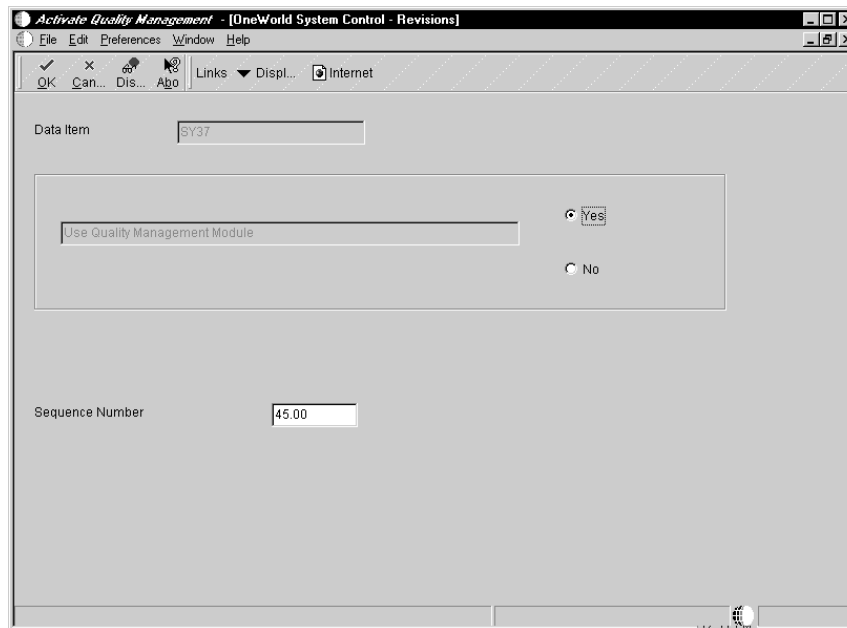 Activate Quality Management - [OneWorld System Control - Revisions]
File Edit Preferences Window Help
OK Can... Dis... Abo Links Displ... Internet
Data Item SY37
Yes
Use Quality Management Module
No
Sequence Number 45.00